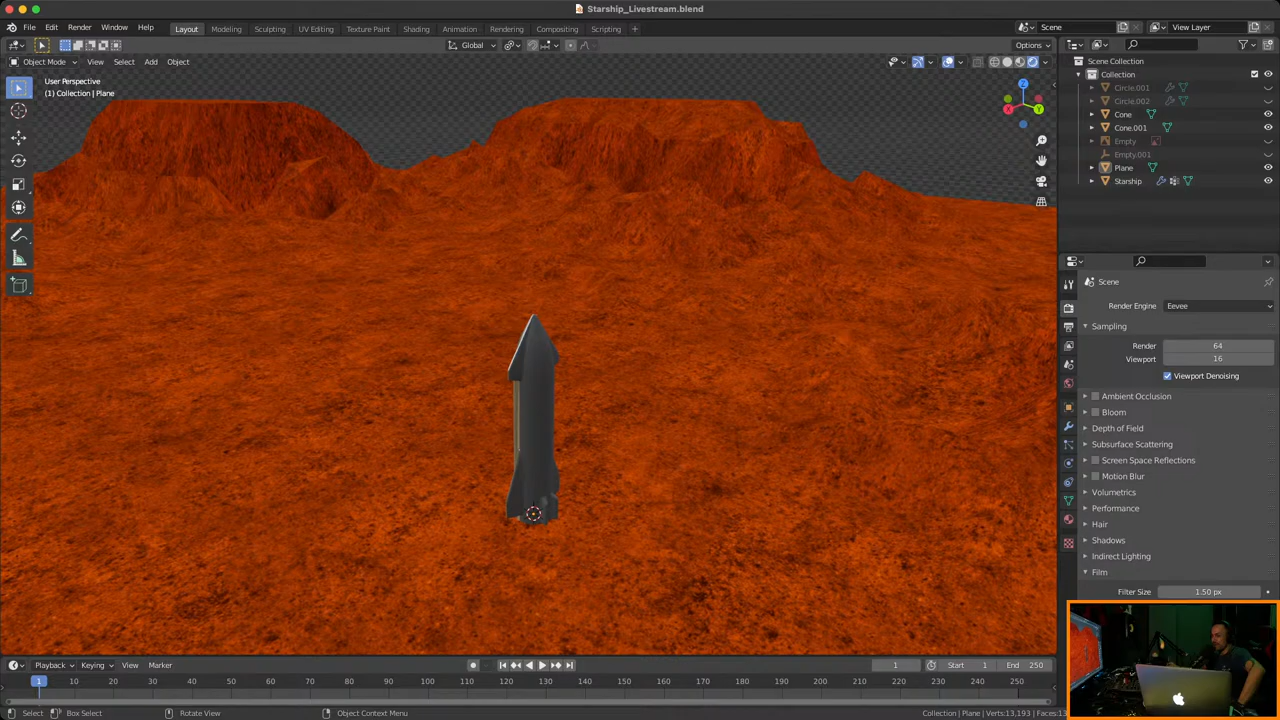 Starship_Livestream.blend
File Edit Render Window Help Layout Modeling Sculpting UV Editing Texture Paint Shading Animation Rendering Compositing Scripting + Scene View Layer
Global Options
Object Mode View Select Add Object
User Perspective
(1) Collection | Plane
Z
X
Y
Scene Collection
Collection
Circle.001
Circle.002
Cone
Cone.001
Empty
Empty.001
Plane
Starship
Scene
Render Engine Eevee
Sampling
Render 64
Viewport 16
Viewport Denoising
Ambient Occlusion
Bloom
Depth of Field
Subsurface Scattering
Screen Space Reflections
Motion Blur
Volumetrics
Performance
Hair
Shadows
Indirect Lighting
Film
Filter Size 1.50 px
Playback Keying View Marker 1 Start 1 End 250
1 10 20 30 40 50 60 70 80 90 100 110 120 130 140 150 160 170 180 190 200 210 220 230 240 250
Select Box Select Rotate View Object Context Menu Collection | Plane | Verts:13,193 | Faces:13